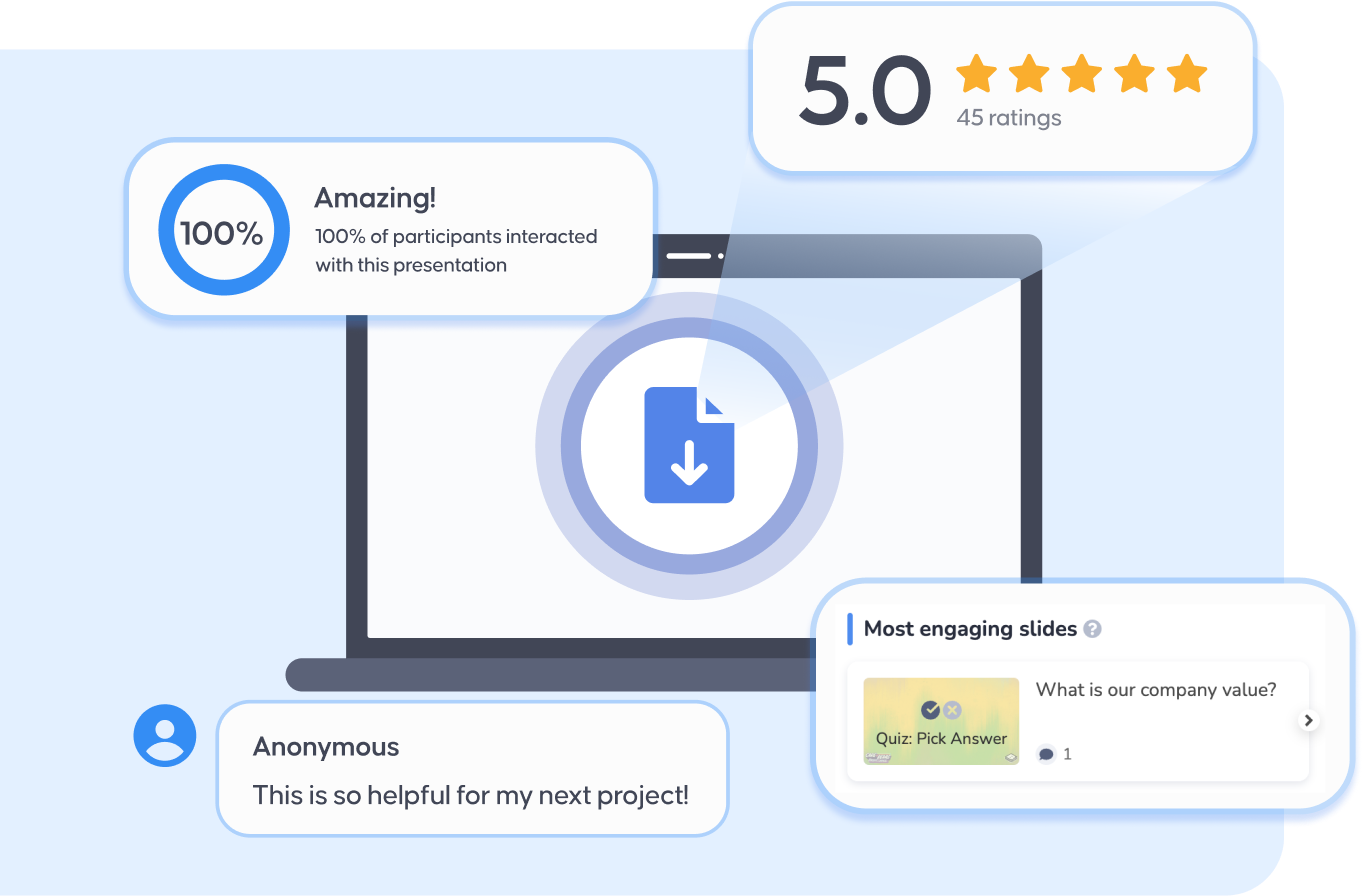 5.0
45 ratings
100%
Amazing!
100% of participants interacted
with this presentation
Most engaging slides ?
What is our company value?
Quiz: Pick Answer
1
Anonymous
This is so helpful for my next project!